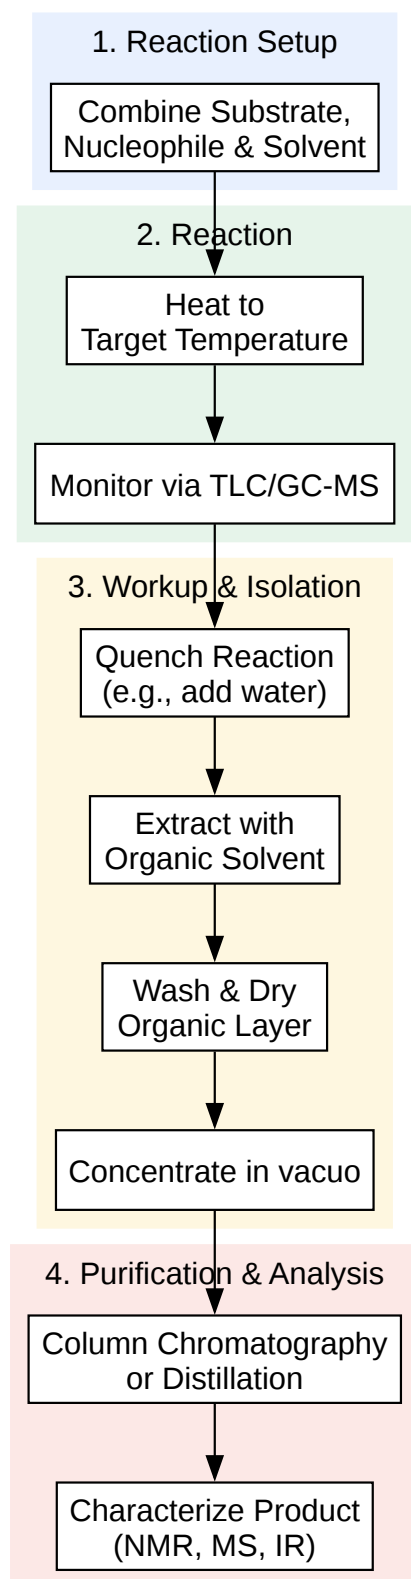 1. Reaction Setup
Combine Substrate,
Nucleophile & Solvent
2. Reaction
Heat to
Target Temperature
Monitor via TLC/GC-MS
3. Workup & Isolation
Quench Reaction
(e.g., add water)
Extract with
Organic Solvent
Wash & Dry
Organic Layer
Concentrate in vacuo
4. Purification & Analysis
Column Chromatography
or Distillation
Characterize Product
(NMR, MS, IR)